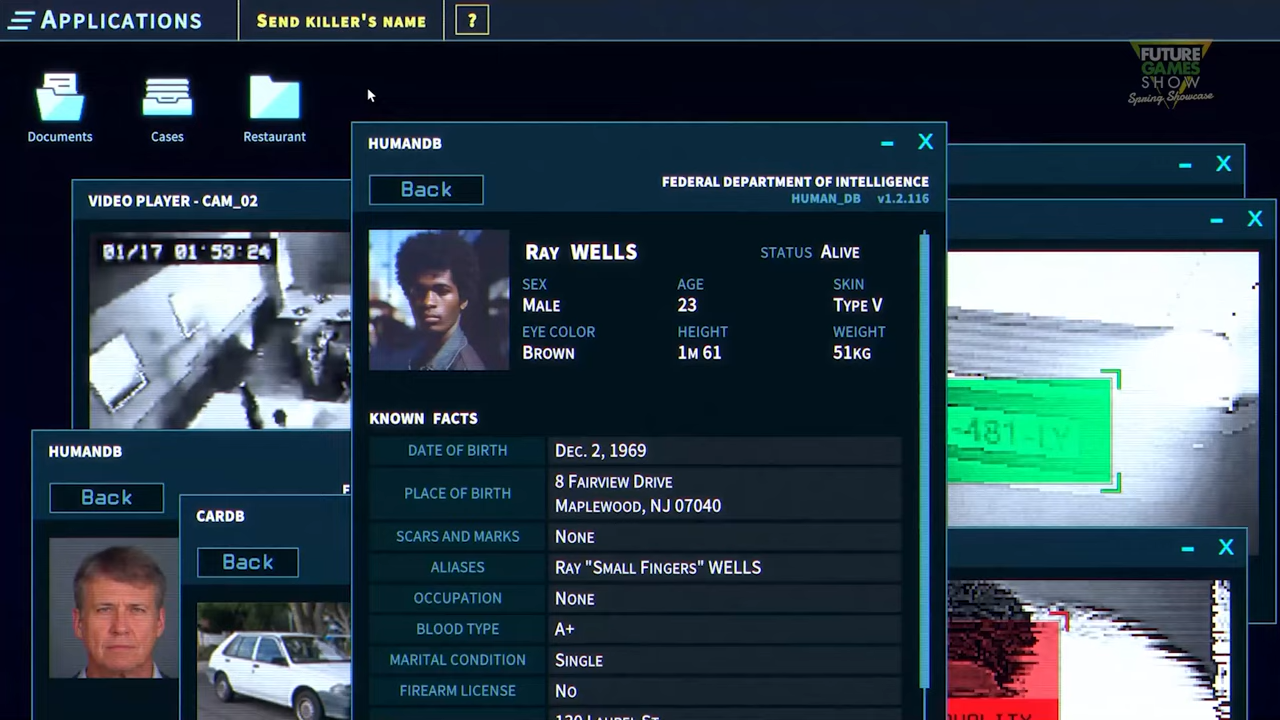 APPLICATIONS
SEND KILLER'S NAME
?
FUTURE
GAMES
SHOW
Spring Showcase
Documents
Cases
Restaurant
HUMANDB
Back
FEDERAL DEPARTMENT OF INTELLIGENCE
HUMAN_DB v1.2.116
VIDEO PLAYER - CAM_02
01/17 01:53:24
RAY WELLS
STATUS ALIVE
SEX
AGE
SKIN
MALE
23
TYPE V
EYE COLOR
HEIGHT
WEIGHT
BROWN
1M 61
51KG
KNOWN FACTS
DATE OF BIRTH
DEC. 2, 1969
PLACE OF BIRTH
8 FAIRVIEW DRIVE
MAPLEWOOD, NJ 07040
SCARS AND MARKS
NONE
ALIASES
RAY "SMALL FINGERS" WELLS
OCCUPATION
NONE
BLOOD TYPE
A+
MARITAL CONDITION
SINGLE
FIREARM LICENSE
NO
HUMANDB
Back
F
CARDB
Back
-481-LY